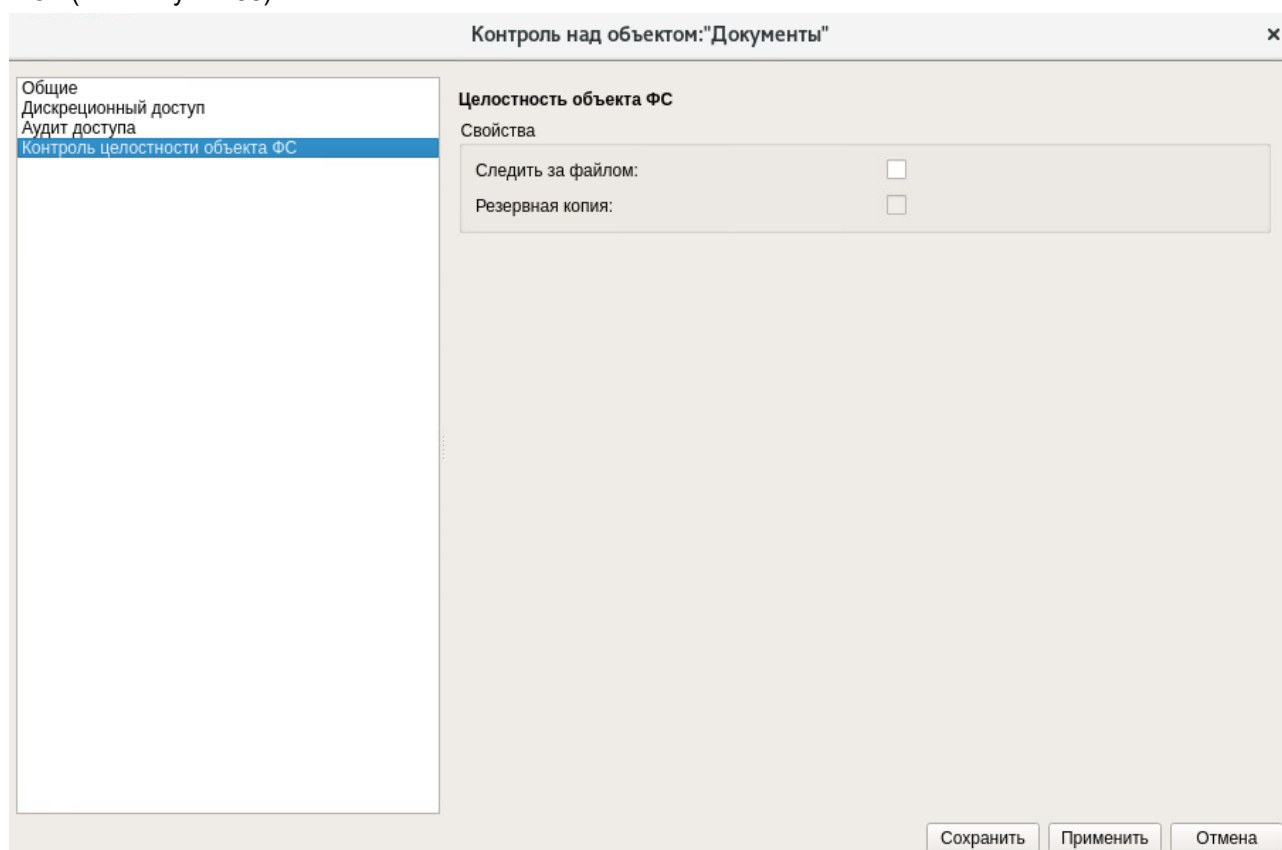 Контроль над объектом:"Документы"
Общие
Дискреционный доступ
Аудит доступа
Контроль целостности объекта ФС
Целостность объекта ФС
Свойства
Следить за файлом:
Резервная копия:
Сохранить
Применить
Отмена